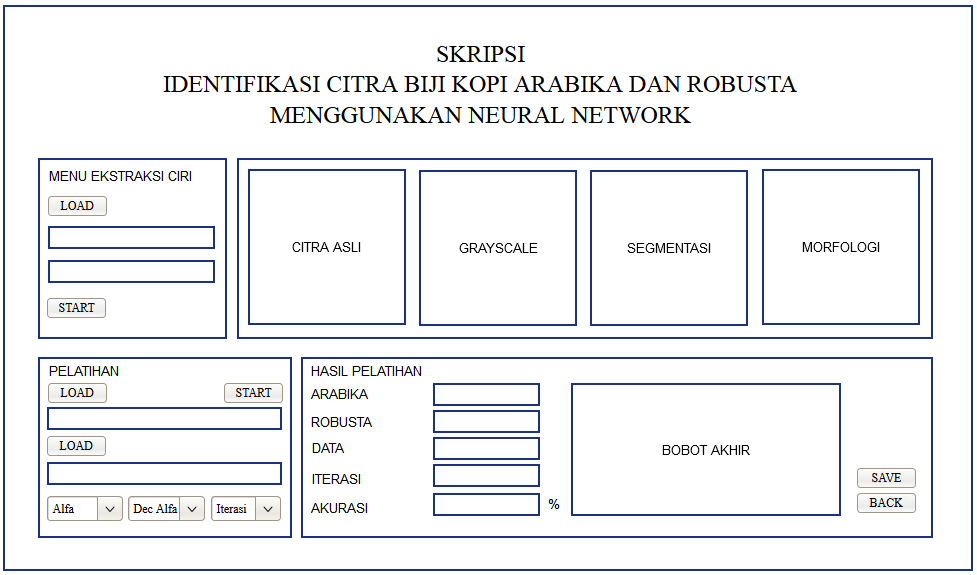 SKRIPSI
IDENTIFIKASI CITRA BIJI KOPI ARABIKA DAN ROBUSTA
MENGGUNAKAN NEURAL NETWORK
MENU EKSTRAKSI CIRI
LOAD
START
CITRA ASLI
GRAYSCALE
SEGMENTASI
MORFOLOGI
PELATIHAN
LOAD
START
LOAD
Alfa
Dec Alfa
Iterasi
HASIL PELATIHAN
ARABIKA
ROBUSTA
DATA
ITERASI
AKURASI
%
BOBOT AKHIR
SAVE
BACK